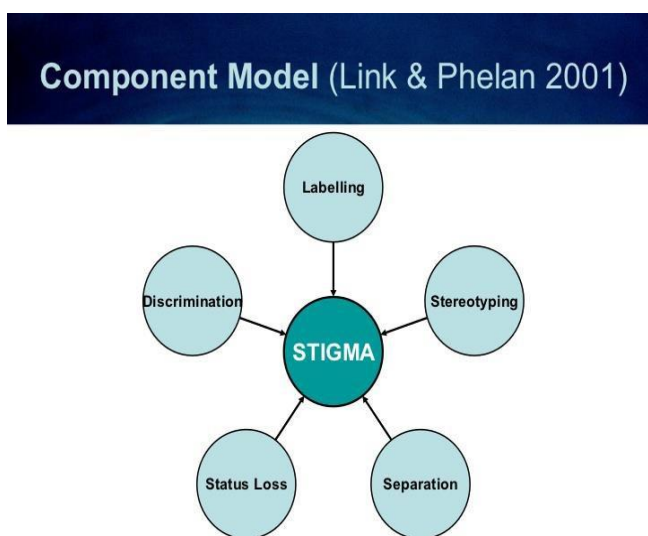 Component Model (Link & Phelan 2001)
Labelling
Discrimination
Stereotyping
STIGMA
Status Loss
Separation